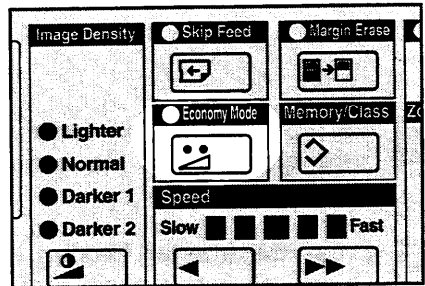 Image Density
Skip Feed
Margin Erase
Economy Mode
Memory/Class
Lighter
Normal
Darker 1
Darker 2
Speed
Slow
Fast